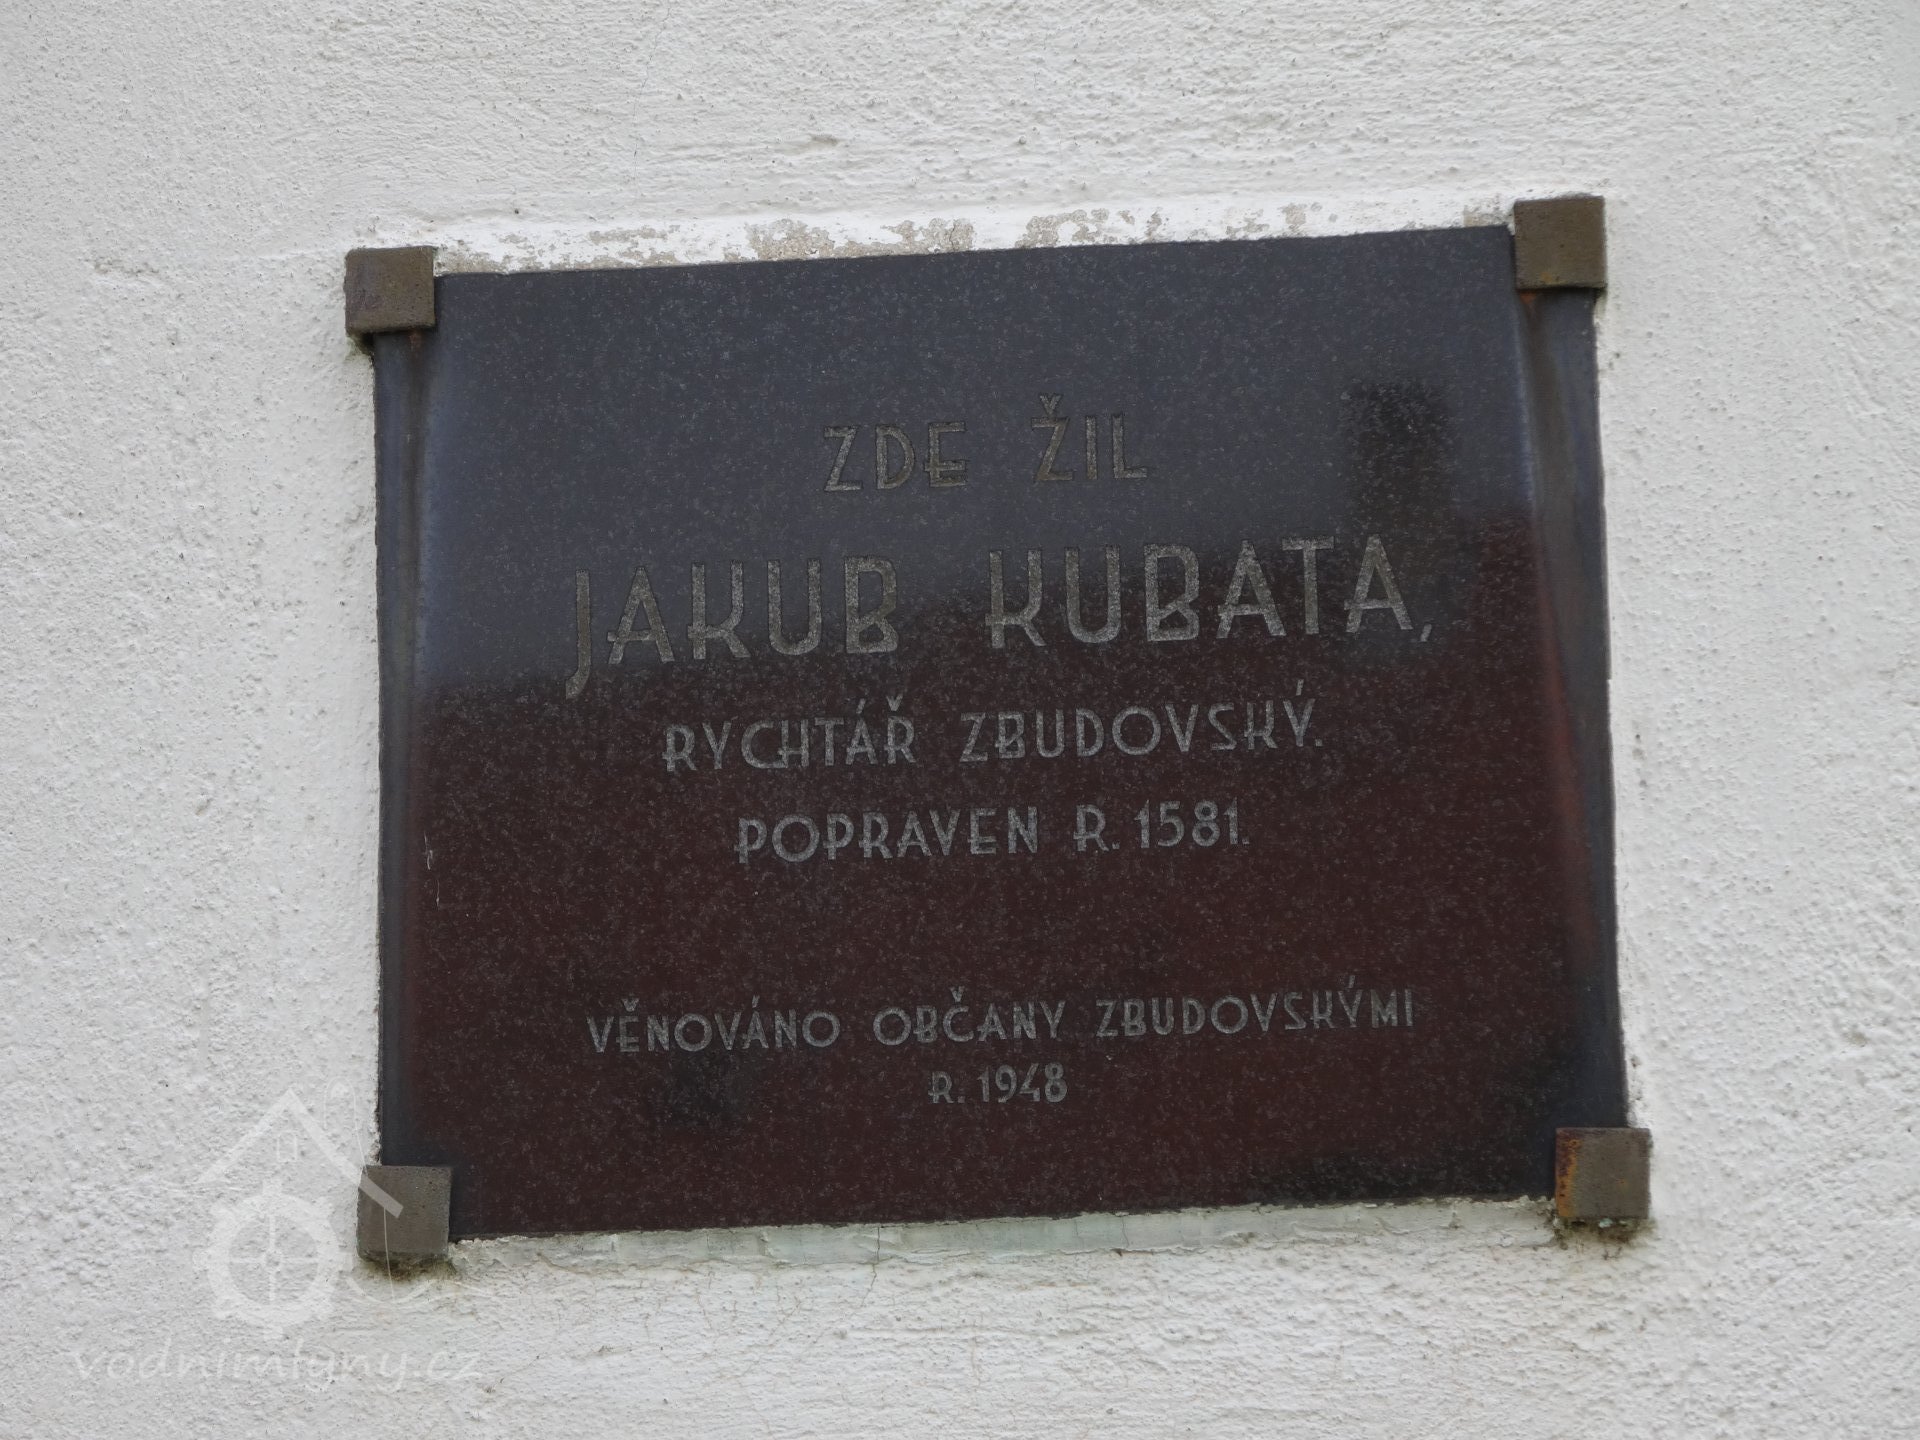 ZDE ŽIL
JAKUB KUBATA,
RYCHTÁŘ ZBUDOVSKÝ.
POPRAVEN R. 1581.
VĚNOVÁNO OBČANY ZBUDOVSKÝMI
R. 1948
vodnimlyny.cz